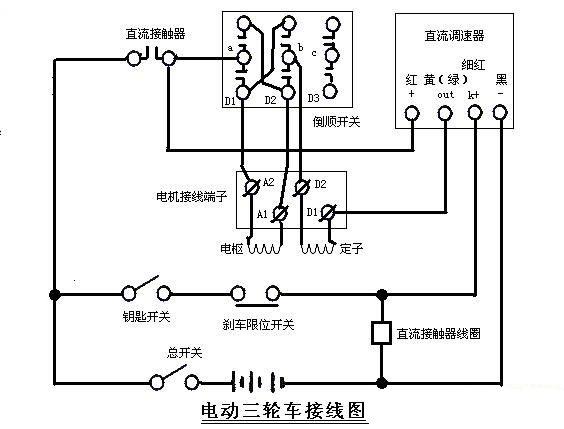 直流接触器
a
b
c
D1
D2
D3
倒顺开关
直流调速器
细红
红 黄(绿) 黑
+ out k+ -
电机接线端子
A2
D2
A1
D1
电枢
定子
钥匙开关
刹车限位开关
直流接触器线圈
总开关
电动三轮车接线图